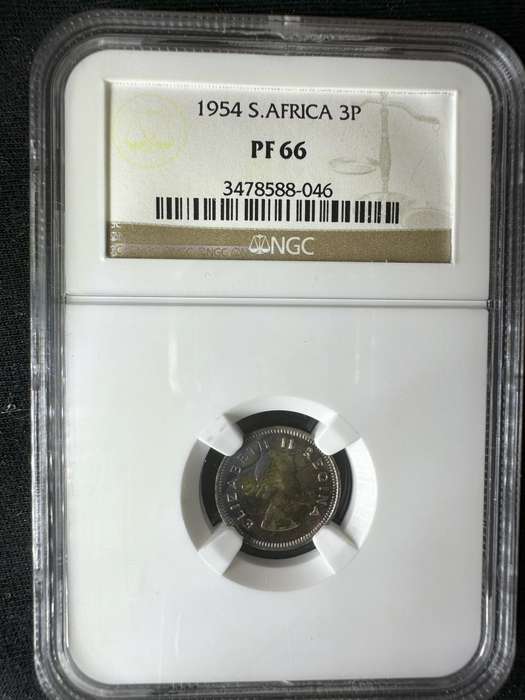 1954 S.AFRICA 3P
PF 66
3478588-046
NGC
ELIZABETH II REGINA